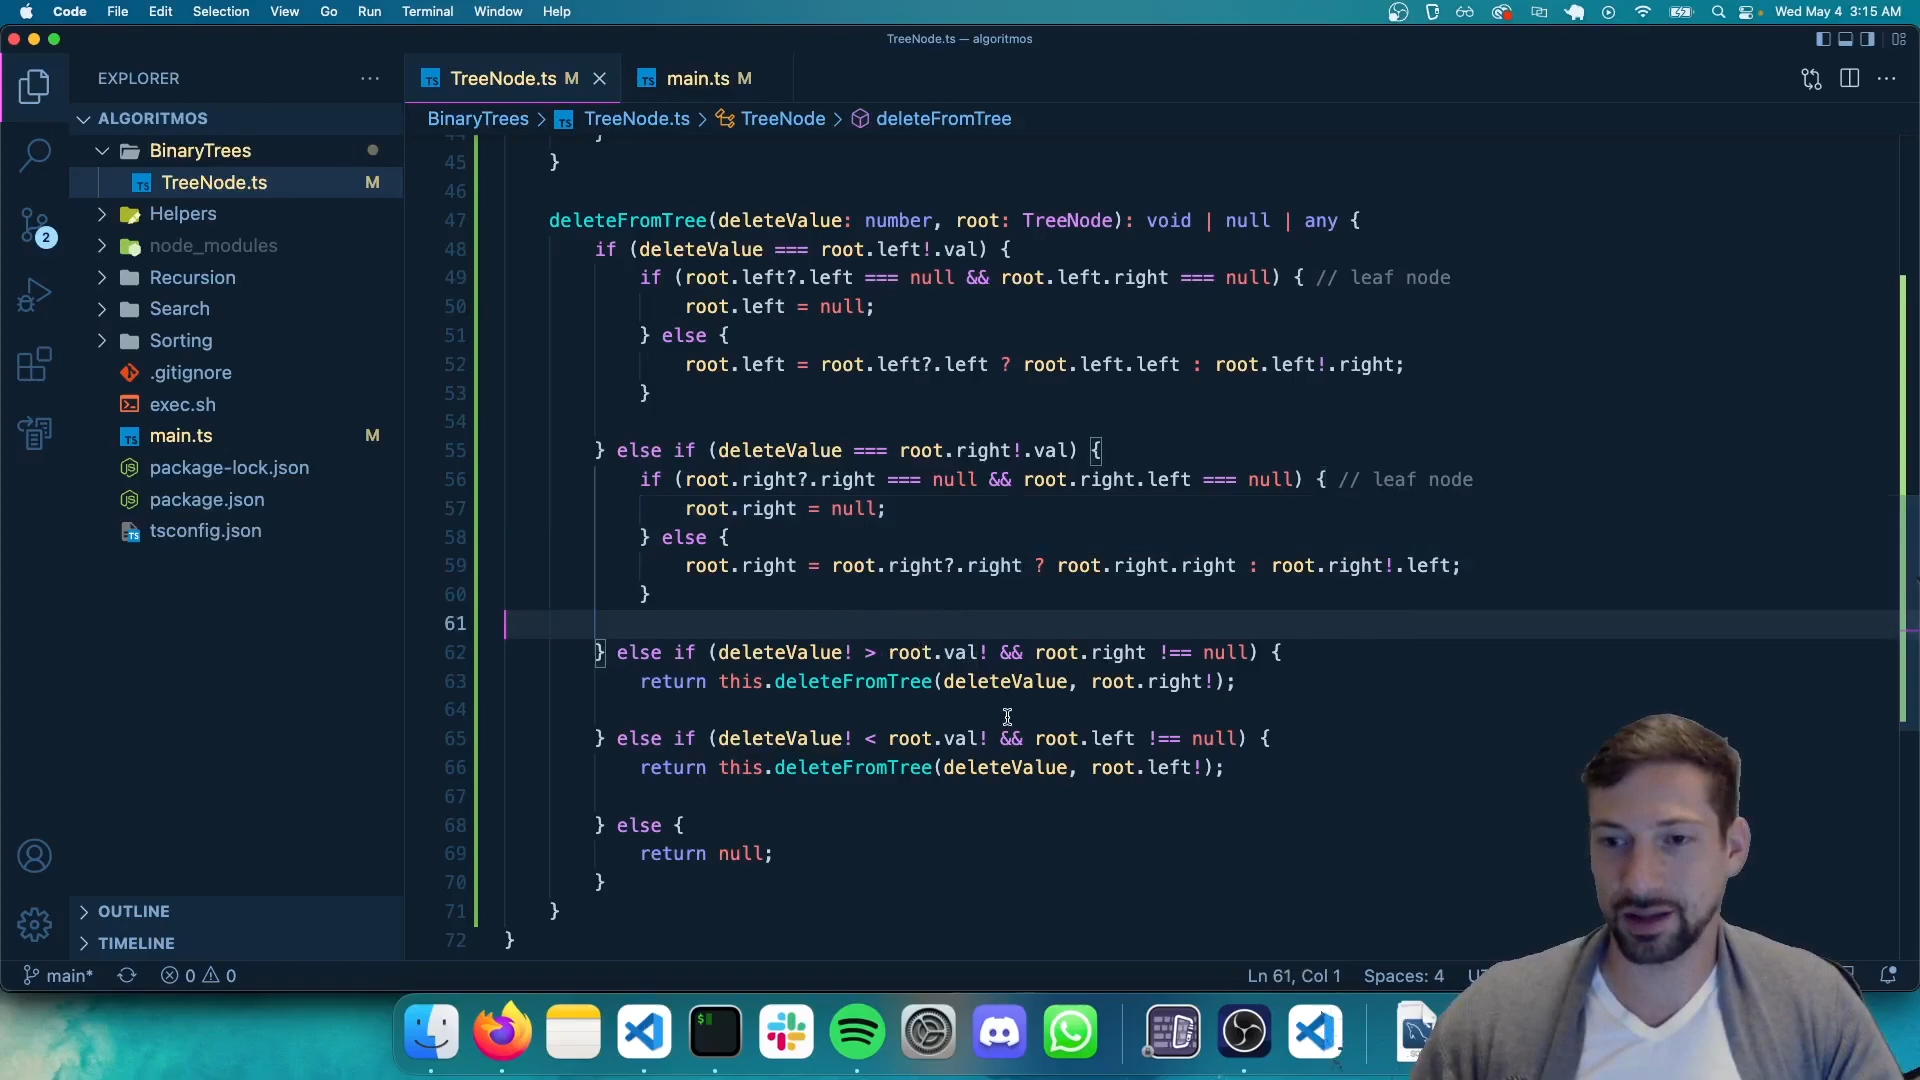 Code File Edit Selection View Go Run Terminal Window Help Wed May 4 3:15 AM
TreeNode.ts — algoritmos
EXPLORER
TreeNode.ts M
main.ts M
ALGORITMOS
BinaryTrees > TreeNode.ts > TreeNode > deleteFromTree
BinaryTrees
TreeNode.ts M
Helpers
node_modules
Recursion
Search
Sorting
.gitignore
exec.sh
main.ts M
package-lock.json
package.json
tsconfig.json
OUTLINE
TIMELINE
2
44 }
45 }
46
47 deleteFromTree(deleteValue: number, root: TreeNode): void | null | any {
48 if (deleteValue === root.left!.val) {
49 if (root.left?.left === null && root.left.right === null) { // leaf node
50 root.left = null;
51 } else {
52 root.left = root.left?.left ? root.left.left : root.left!.right;
53 }
54
55 } else if (deleteValue === root.right!.val) {
56 if (root.right?.right === null && root.right.left === null) { // leaf node
57 root.right = null;
58 } else {
59 root.right = root.right?.right ? root.right.right : root.right!.left;
60 }
61
62 } else if (deleteValue! > root.val! && root.right !== null) {
63 return this.deleteFromTree(deleteValue, root.right!);
64
65 } else if (deleteValue! < root.val! && root.left !== null) {
66 return this.deleteFromTree(deleteValue, root.left!);
67
68 } else {
69 return null;
70 }
71 }
72 }
main* 0 0 Ln 61, Col 1 Spaces: 4